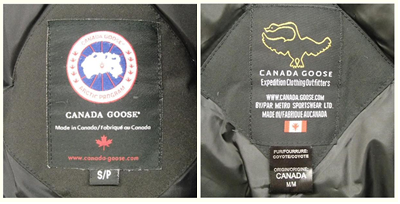 CANADA GOOSE
ARCTIC PROGRAM
CANADA GOOSE
Made in Canada/Fabriqué au Canada
www.canada-goose.com
S/P
CANADA GOOSE
Expedition Clothing Outfitters
WWW.CANADA-GOOSE.COM
BY/PAR METRO SPORTSWEAR LTD.
MADE IN/FABRIQUE AUCANADA
FUR/FOURRURE:
COYOTE/COYOTE
ORIGIN/ORIGINE
CANADA
M/M